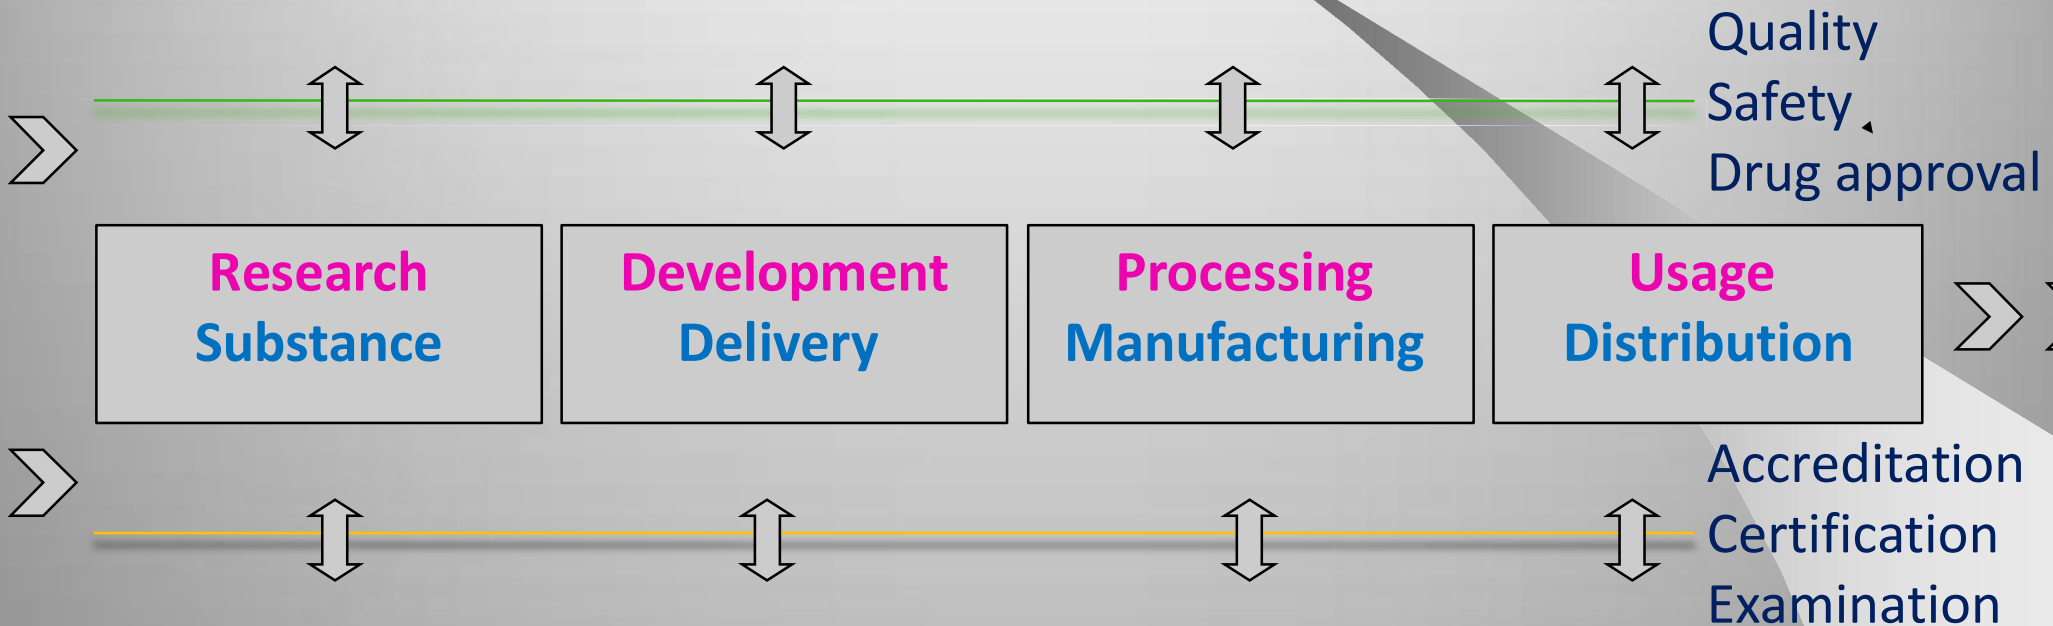 Quality
Safety
Drug approval
Research
Substance
Development
Delivery
Processing
Manufacturing
Usage
Distribution
Accreditation
Certification
Examination